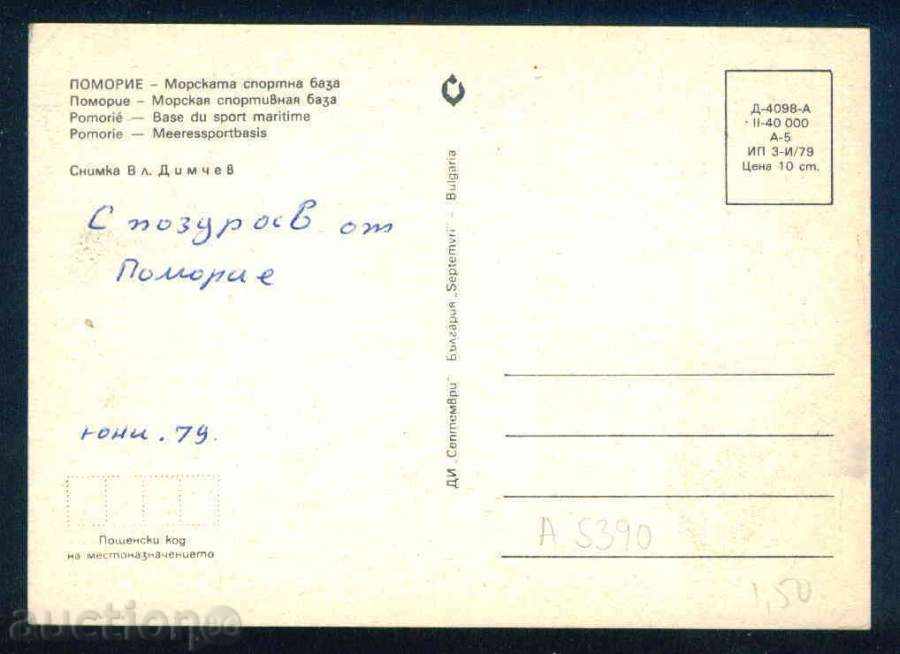 ПОМОРИЕ – Морската спортна база
Поморие – Морская спортивная база
Pomorié — Base du sport maritime
Pomorie — Meeressportbasis
Снимка Вл. Димчев
С поздрав от
Поморие
юни. 79.
Пощенски код
на местоназначението
ДИ „Септември" България „Septemvri" - Bulgaria
Д-4098-А
II-40 000
А-5
ИП 3-И/79
Цена 10 ст.
A 5390
1,50
auction